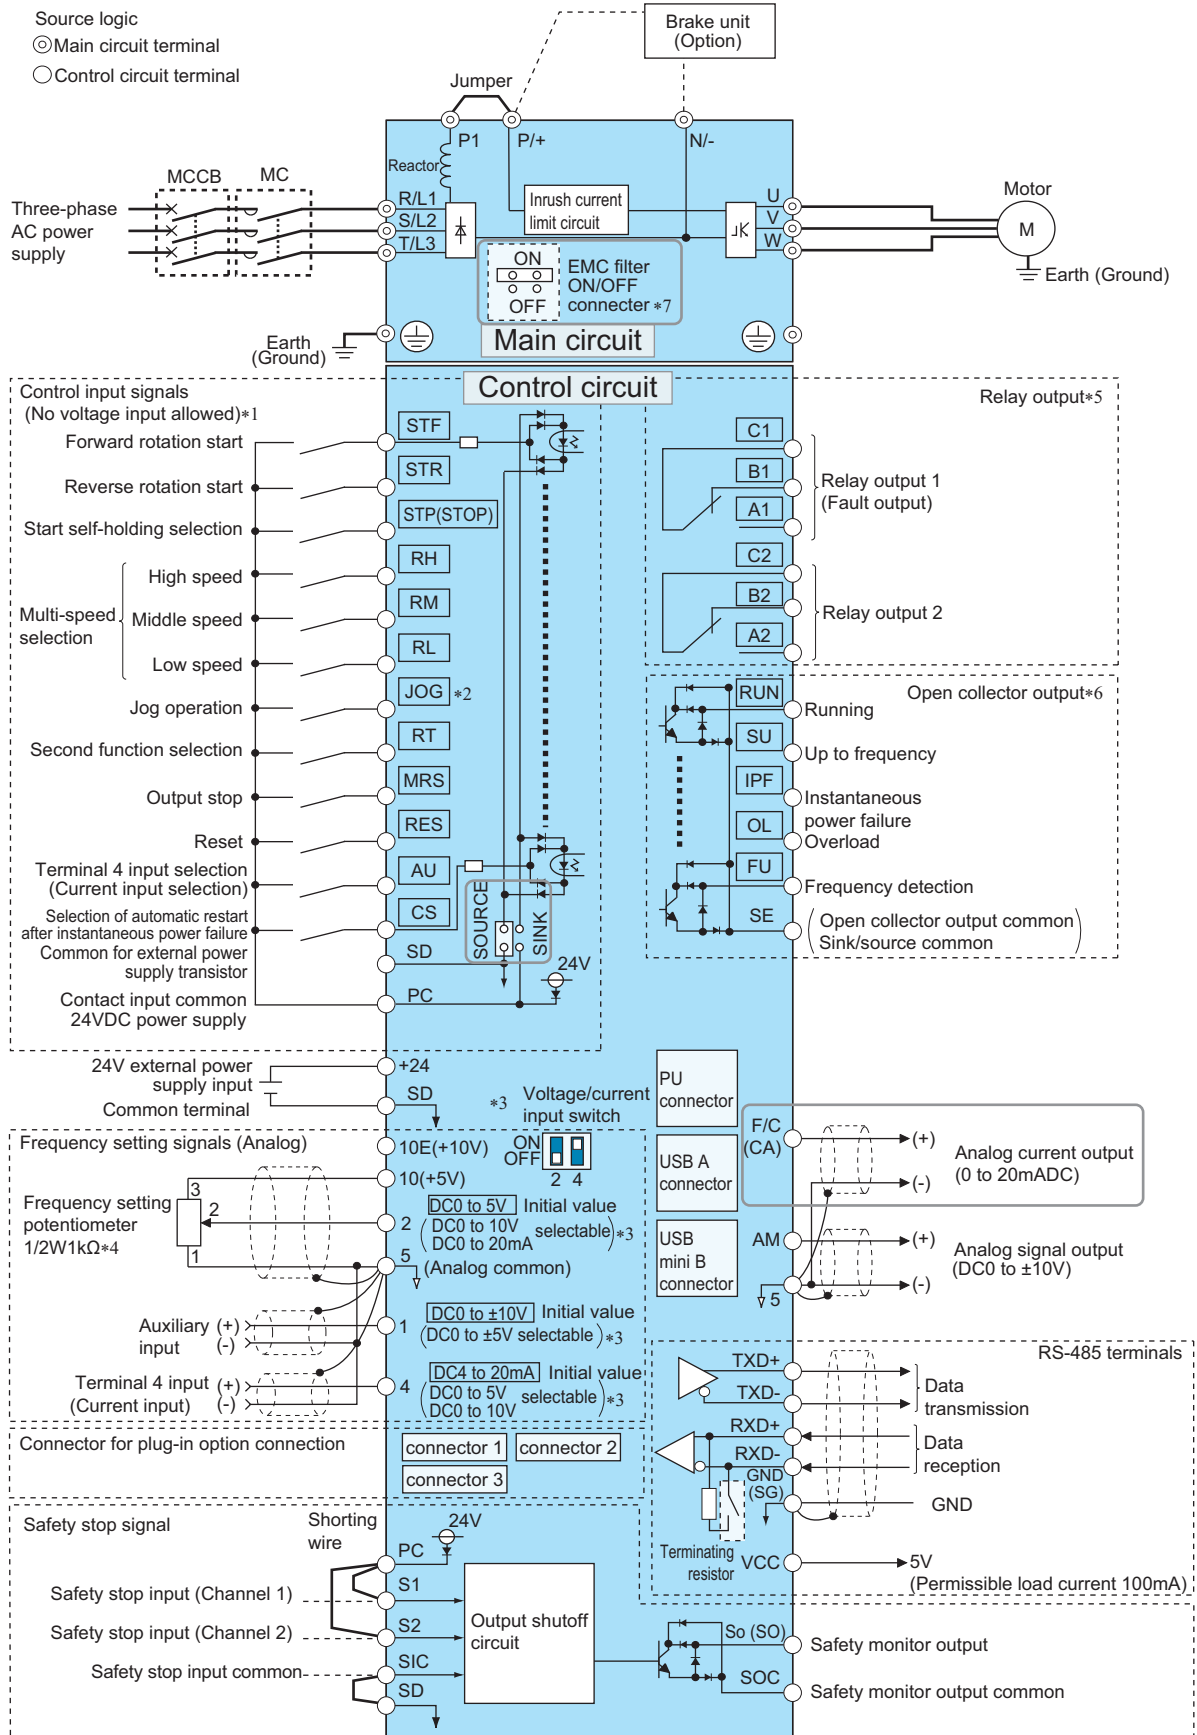 Source logic
Main circuit terminal
Control circuit terminal
Brake unit
(Option)
Jumper
P1
P/+
N/-
Reactor
MCCB
MC
Three-phase
AC power
supply
R/L1
S/L2
T/L3
Inrush current
limit circuit
U
V
W
Motor
M
Earth (Ground)
ON
OFF
EMC filter
ON/OFF
connecter *7
Main circuit
Earth
(Ground)
Control circuit
Control input signals
(No voltage input allowed)*1
Forward rotation start
STF
Reverse rotation start
STR
Start self-holding selection
STP(STOP)
Multi-speed
selection
High speed
RH
Middle speed
RM
Low speed
RL
Jog operation
JOG *2
Second function selection
RT
Output stop
MRS
Reset
RES
Terminal 4 input selection
(Current input selection)
AU
Selection of automatic restart
after instantaneous power failure
CS
Common for external power
supply transistor
SD
Contact input common
24VDC power supply
PC
SOURCE
SINK
24V
Relay output*5
C1
B1
A1
Relay output 1
(Fault output)
C2
B2
A2
Relay output 2
Open collector output*6
RUN
Running
SU
Up to frequency
IPF
Instantaneous
power failure
OL
Overload
FU
Frequency detection
SE
Open collector output common
Sink/source common
24V external power
supply input
Common terminal
+24
SD
*3 Voltage/current
input switch
ON
OFF
2 4
PU
connector
USB A
connector
USB
mini B
connector
Frequency setting signals (Analog)
10E(+10V)
10(+5V)
Frequency setting
potentiometer
1/2W1kΩ*4
3
2
1
2
DC0 to 5V Initial value
(DC0 to 10V
DC0 to 20mA selectable)*3
5
(Analog common)
Auxiliary
input
(+)
(-)
1
DC0 to ±10V Initial value
(DC0 to ±5V selectable)*3
Terminal 4 input
(Current input)
(+)
(-)
4
DC4 to 20mA Initial value
(DC0 to 5V
DC0 to 10V selectable)*3
F/C
(CA)
(+)
(-)
Analog current output
(0 to 20mADC)
AM
5
(+)
(-)
Analog signal output
(DC0 to ±10V)
RS-485 terminals
TXD+
TXD-
Data
transmission
RXD+
RXD-
Data
reception
GND
(SG)
GND
Terminating
resistor
VCC
5V
(Permissible load current 100mA)
Connector for plug-in option connection
connector 1
connector 2
connector 3
Safety stop signal
Shorting
wire
24V
PC
Safety stop input (Channel 1)
S1
Safety stop input (Channel 2)
S2
Safety stop input common
SIC
SD
Output shutoff
circuit
So (SO)
Safety monitor output
SOC
Safety monitor output common